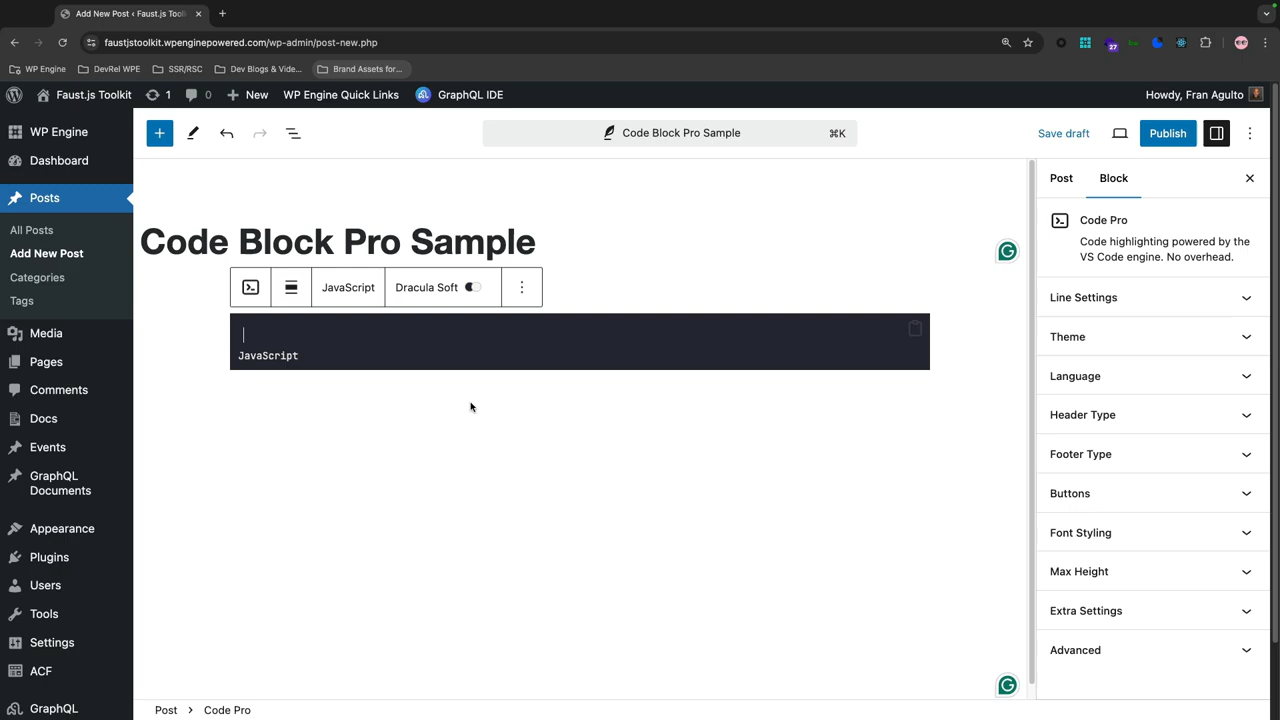 Add New Post ‹ Faust.js Toolk
faustjstoolkit.wpenginepowered.com/wp-admin/post-new.php
27
WP Engine
DevRel WPE
SSR/RSC
Dev Blogs & Vide...
Brand Assets for...
Faust.js Toolkit
1
0
New
WP Engine Quick Links
GraphQL IDE
Howdy, Fran Agulto
WP Engine
Dashboard
Posts
All Posts
Add New Post
Categories
Tags
Media
Pages
Comments
Docs
Events
GraphQL
Documents
Appearance
Plugins
Users
Tools
Settings
ACF
GraphQL
Code Block Pro Sample
⌘K
Save draft
Publish
Code Block Pro Sample
JavaScript
Dracula Soft
JavaScript
Post
Block
Code Pro
Code highlighting powered by the
VS Code engine. No overhead.
Line Settings
Theme
Language
Header Type
Footer Type
Buttons
Font Styling
Max Height
Extra Settings
Advanced
Post
Code Pro